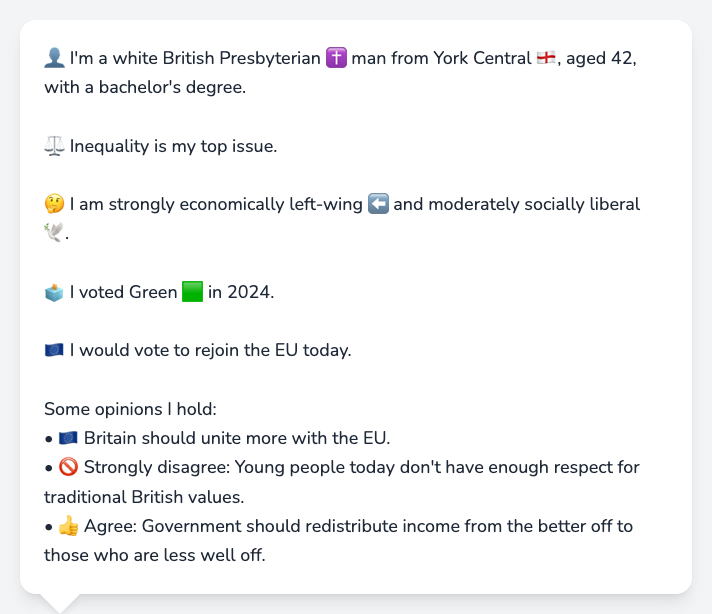 👤 I'm a white British Presbyterian ✝️ man from York Central 🏴󠁧󠁢󠁥󠁮󠁧󠁿, aged 42,
with a bachelor's degree.
⚖️ Inequality is my top issue.
🤔 I am strongly economically left-wing ⬅️ and moderately socially liberal
🕊️.
🗳️ I voted Green 🟩 in 2024.
🇪🇺 I would vote to rejoin the EU today.
Some opinions I hold:
• 🇪🇺 Britain should unite more with the EU.
• 🚫 Strongly disagree: Young people today don't have enough respect for
traditional British values.
• 👍 Agree: Government should redistribute income from the better off to
those who are less well off.